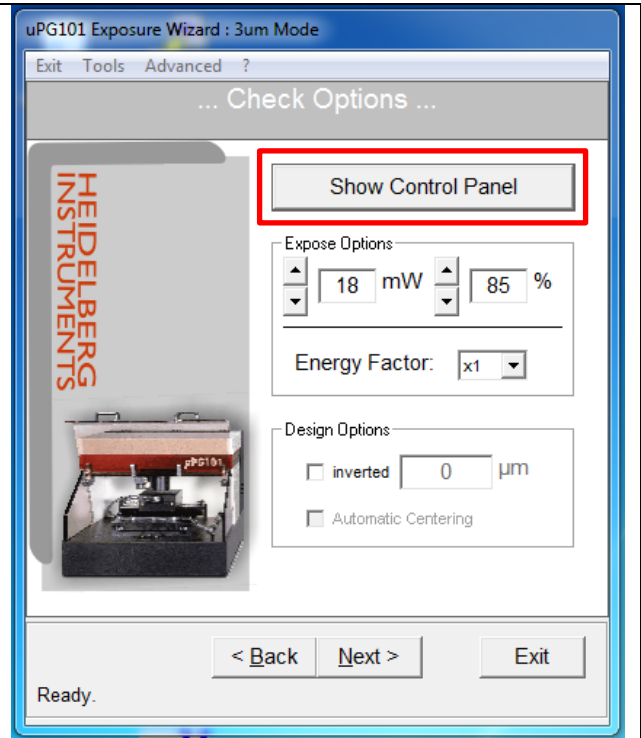 uPG101 Exposure Wizard : 3um Mode
Exit Tools Advanced ?
... Check Options ...
HEIDELBERG
INSTRUMENTS
Show Control Panel
Expose Options
18 mW 85 %
Energy Factor: x1
Design Options
inverted 0 µm
Automatic Centering
µPG101
< Back Next > Exit
Ready.